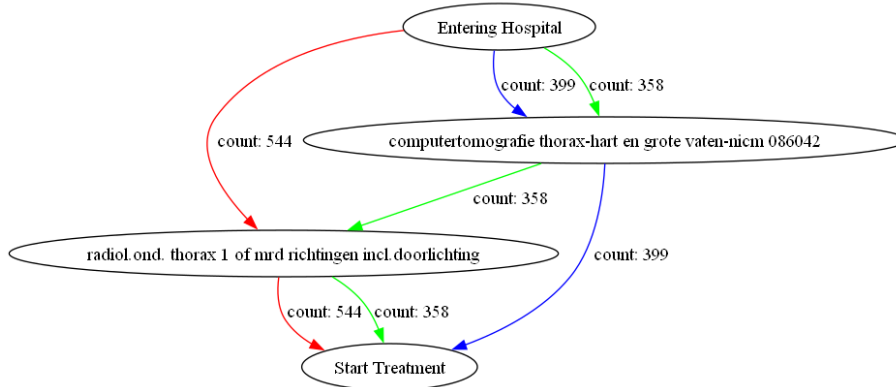 Entering Hospital
count: 399
count: 358
count: 544
computertomografie thorax-hart en grote vaten-nicm 086042
count: 358
radiol.ond. thorax 1 of mrd richtingen incl.doorlichting
count: 399
count: 544
count: 358
Start Treatment